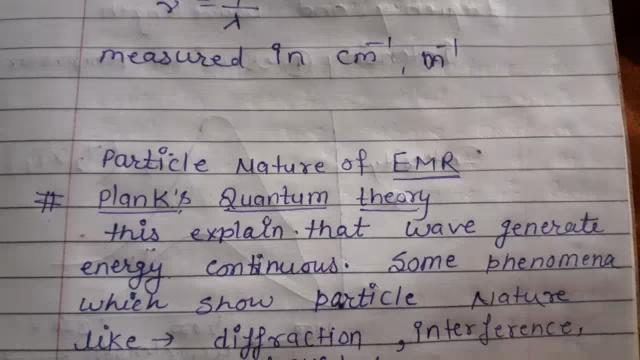 ν = 1/λ
measured in cm⁻¹, m⁻¹
Particle Nature of EMR
# Plank's Quantum theory
this explain that wave generate
energy continuous. Some phenomena
which show particle Nature
like → diffraction, interference,